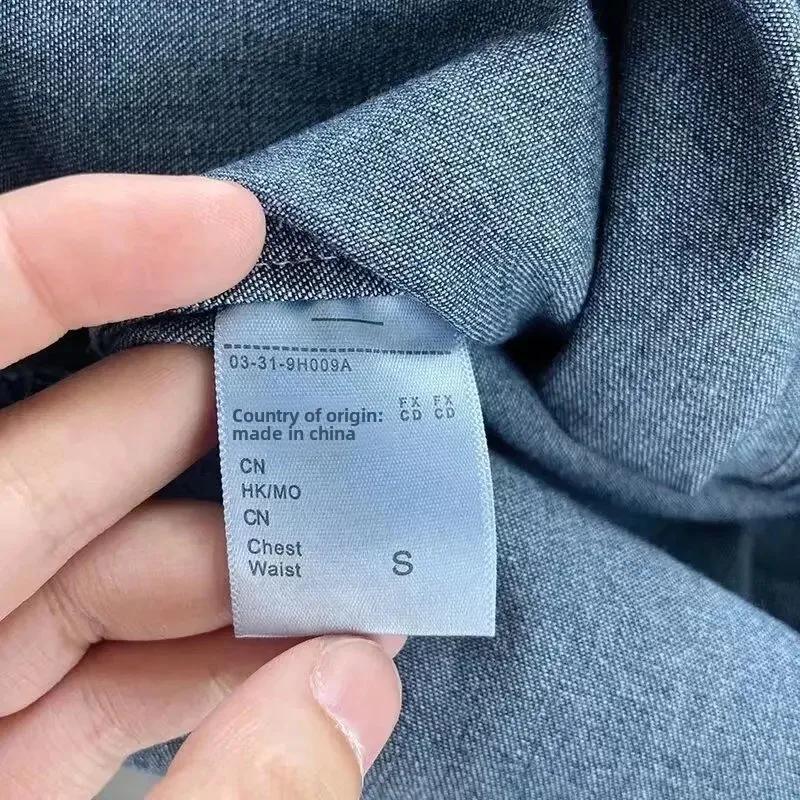 03-31-9H009A
FX FX
CD CD
Country of origin:
made in china
CN
HK/MO
CN
Chest
Waist S